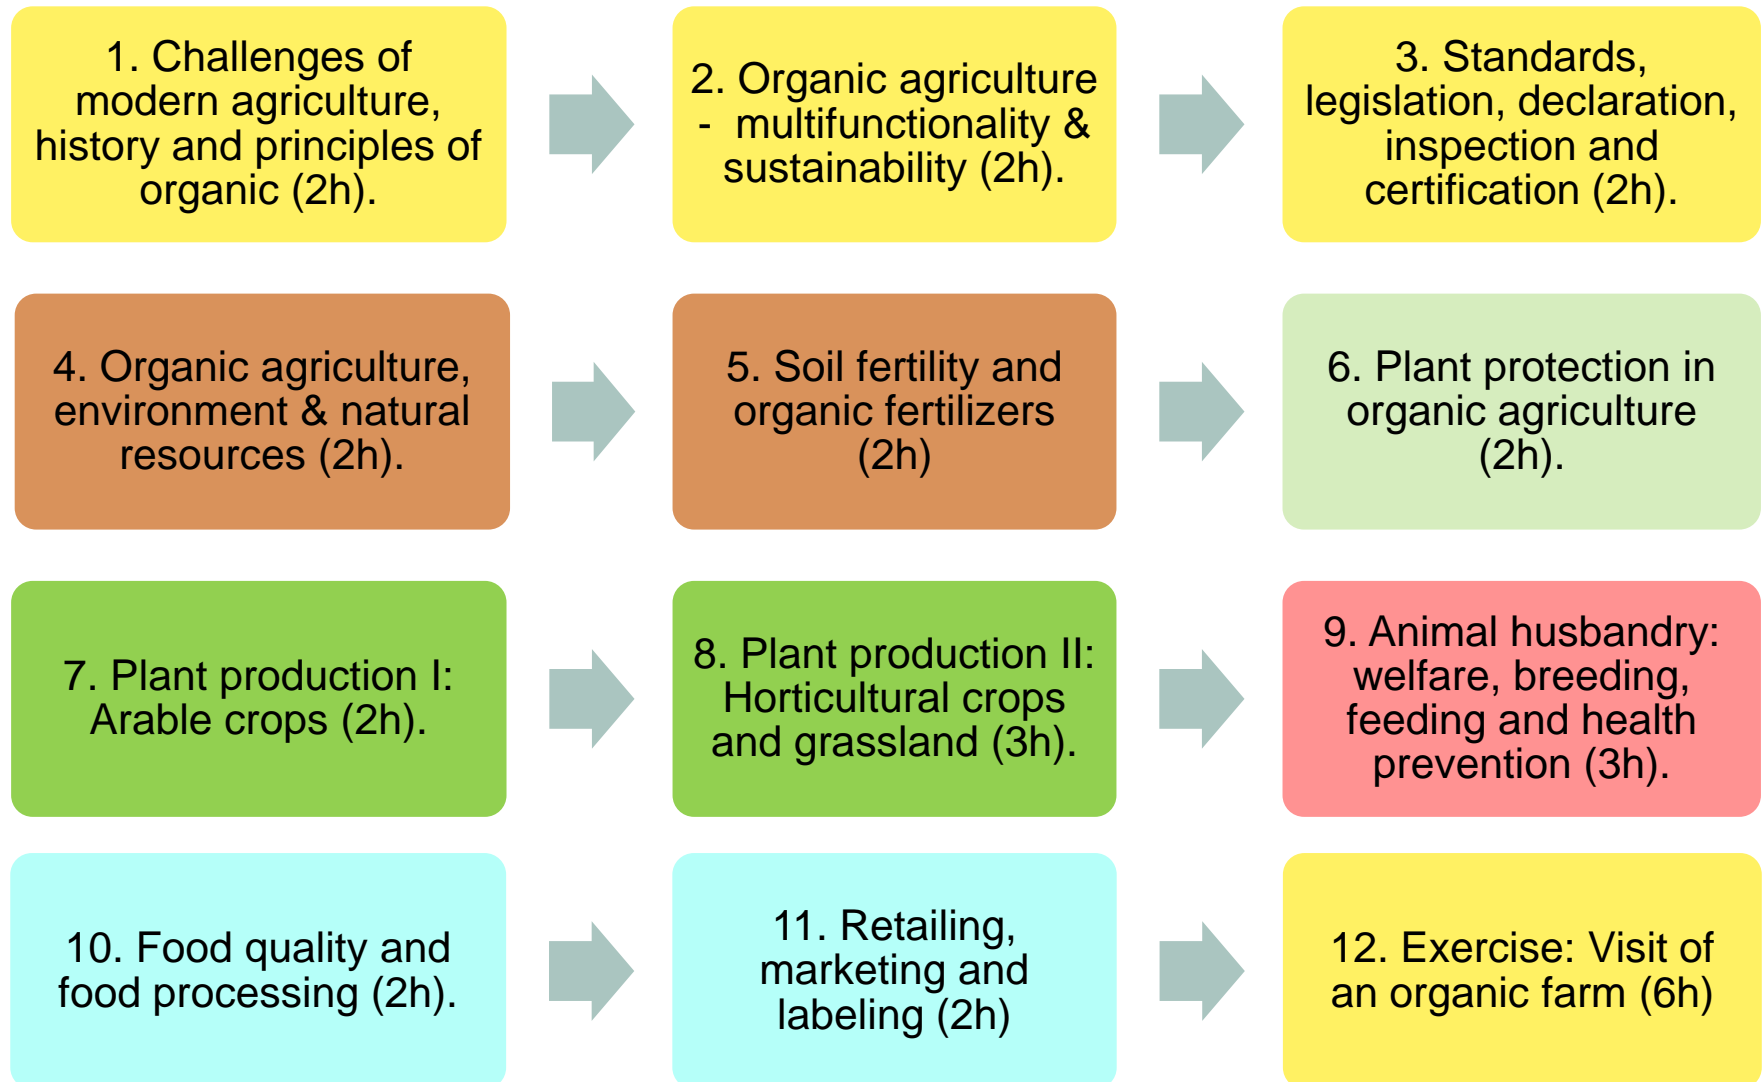 1. Challenges of
modern agriculture,
history and principles of
organic (2h).
2. Organic agriculture
- multifunctionality &
sustainability (2h).
3. Standards,
legislation, declaration,
inspection and
certification (2h).
4. Organic agriculture,
environment & natural
resources (2h).
5. Soil fertility and
organic fertilizers
(2h)
6. Plant protection in
organic agriculture
(2h).
7. Plant production I:
Arable crops (2h).
8. Plant production II:
Horticultural crops
and grassland (3h).
9. Animal husbandry:
welfare, breeding,
feeding and health
prevention (3h).
10. Food quality and
food processing (2h).
11. Retailing,
marketing and
labeling (2h)
12. Exercise: Visit of
an organic farm (6h)